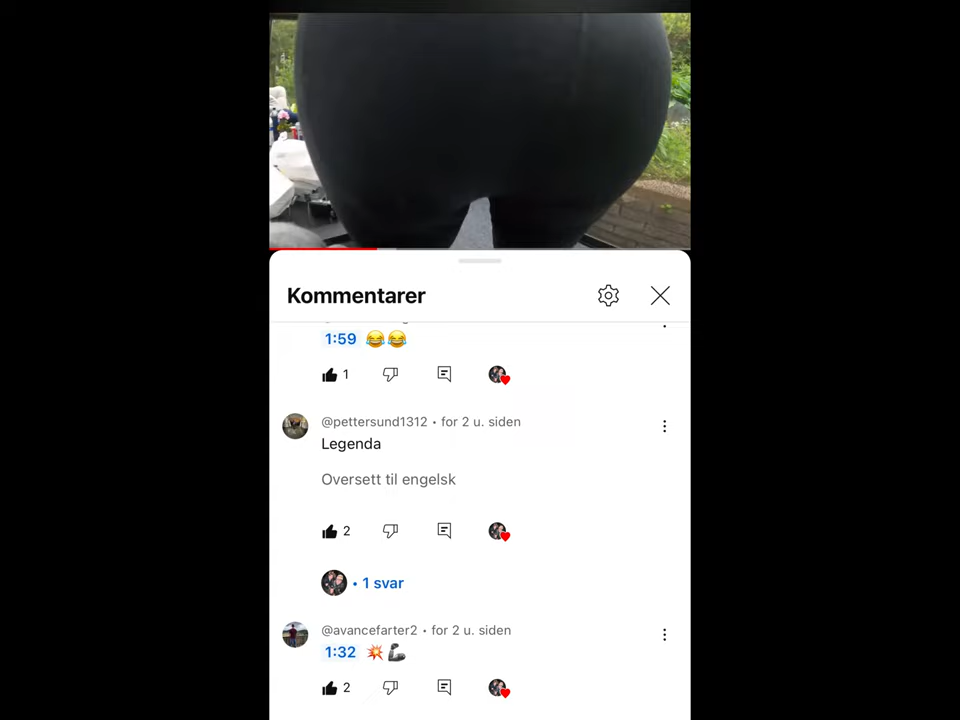 Kommentarer
1:59 😂😂
1
@pettersund1312 • for 2 u. siden
Legenda
Oversett til engelsk
2
• 1 svar
@avancefarter2 • for 2 u. siden
1:32 💥🦾
2